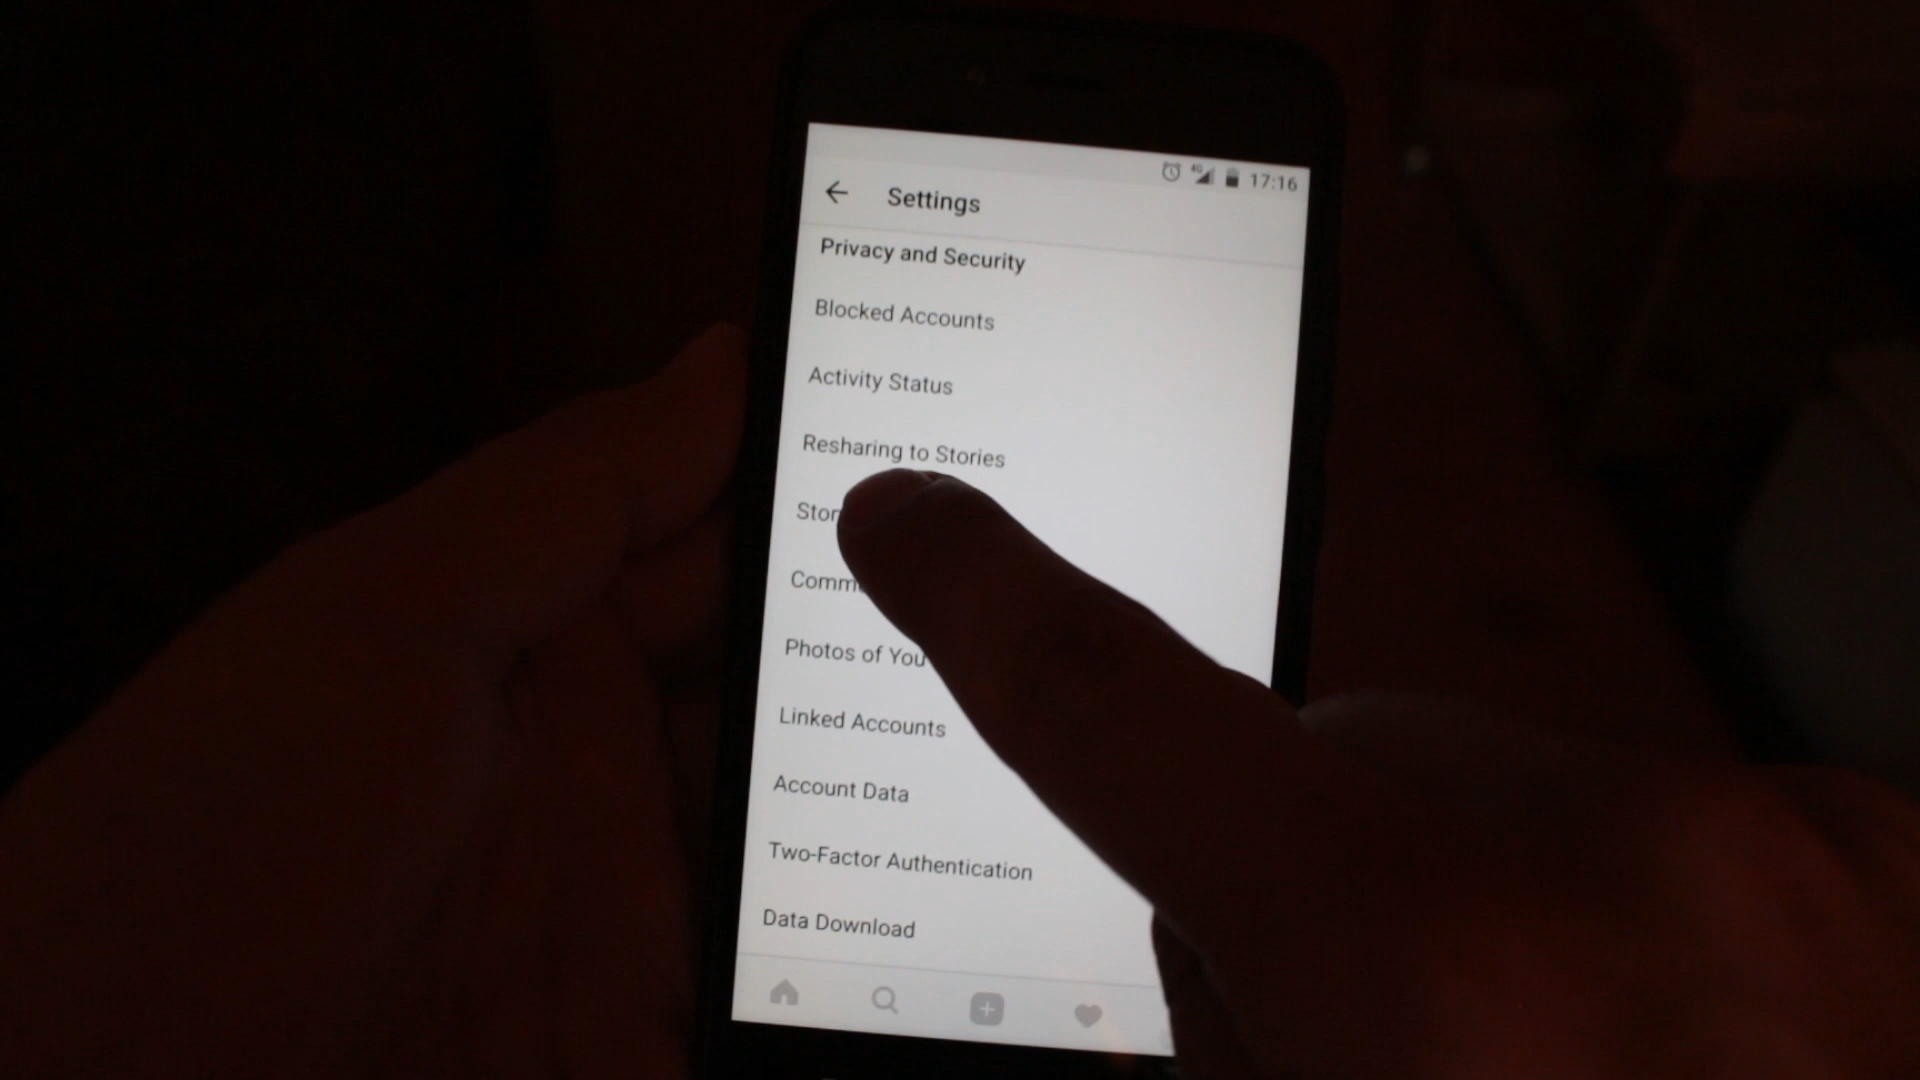 4G 17:16
Settings
Privacy and Security
Blocked Accounts
Activity Status
Resharing to Stories
Photos of You
Linked Accounts
Account Data
Two-Factor Authentication
Data Download